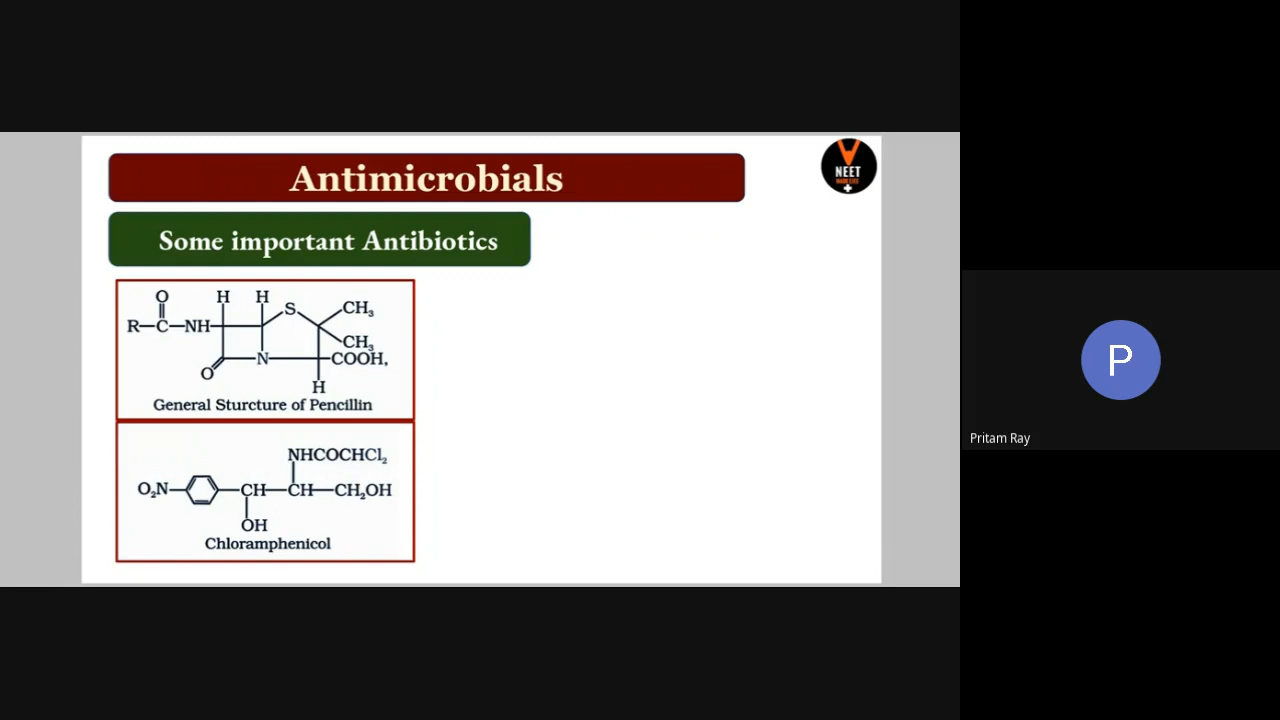 Antimicrobials
NEET
Some important Antibiotics
O H H S CH₃
R—C—NH N CH₃
O COOH,
H
General Sturcture of Pencillin
NHCOCHCl₂
O₂N CH—CH—CH₂OH
OH
Chloramphenicol
P
Pritam Ray